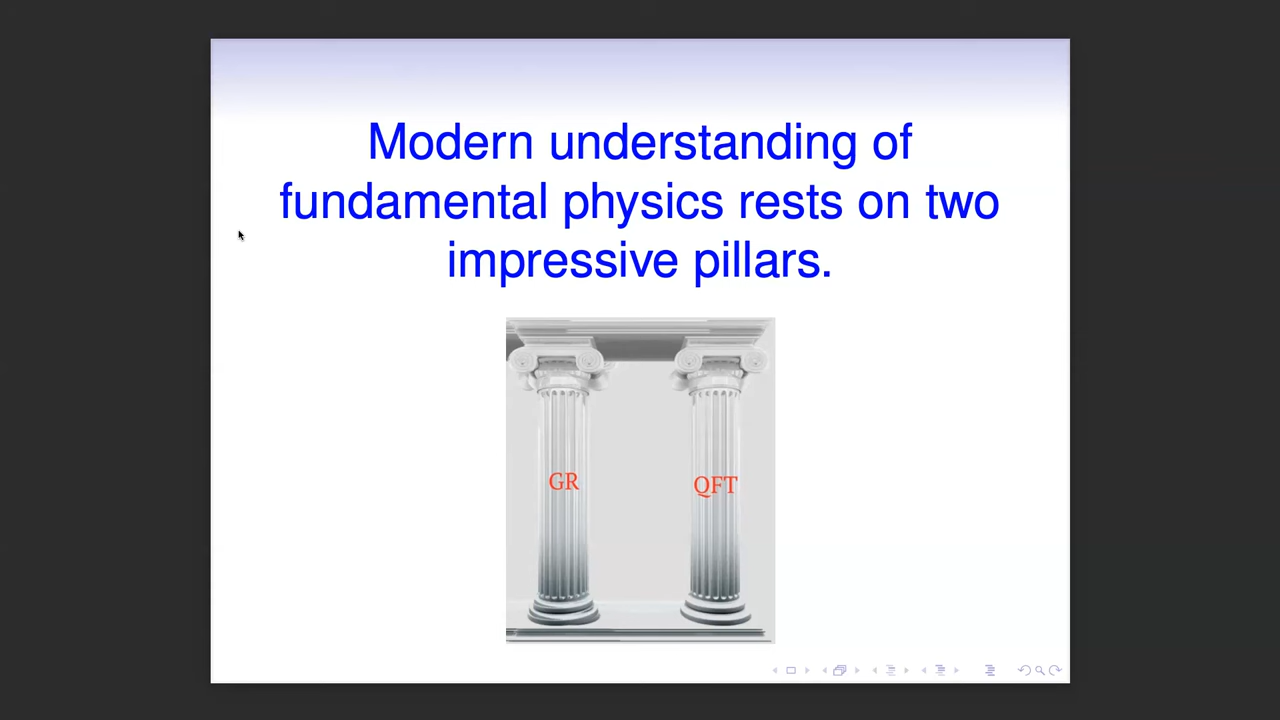 Modern understanding of
fundamental physics rests on two
impressive pillars.
GR
QFT